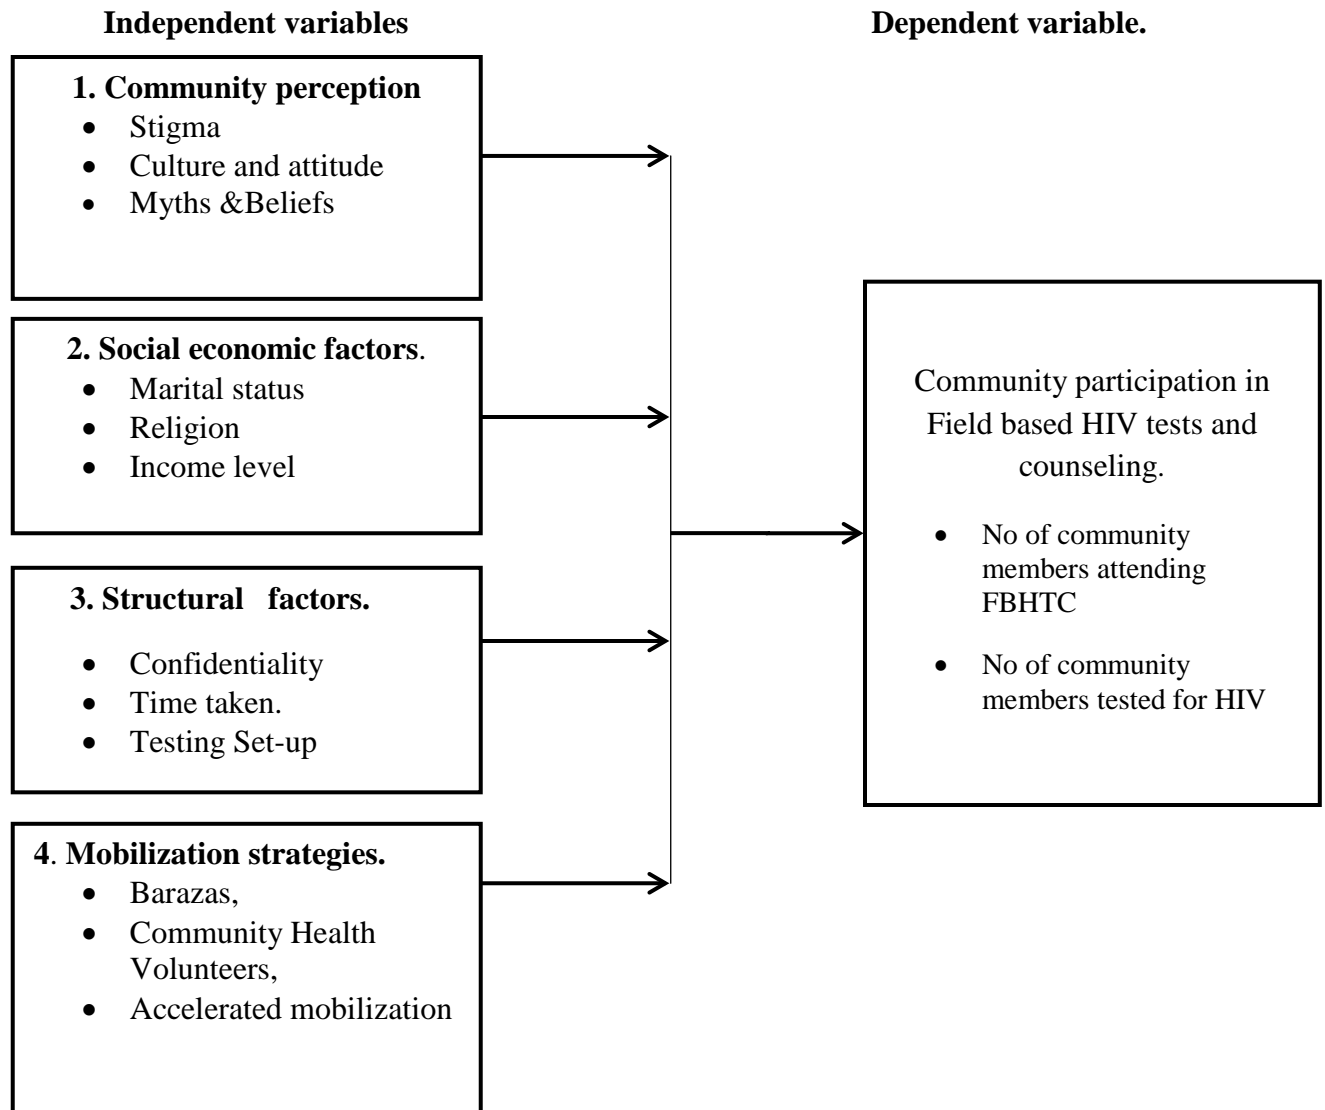 Independent variables
Dependent variable.
1. Community perception
• Stigma
• Culture and attitude
• Myths &Beliefs
2. Social economic factors.
• Marital status
• Religion
• Income level
3. Structural factors.
• Confidentiality
• Time taken.
• Testing Set-up
4. Mobilization strategies.
• Barazas,
• Community Health
Volunteers,
• Accelerated mobilization
Community participation in
Field based HIV tests and
counseling.
• No of community
members attending
FBHTC
• No of community
members tested for HIV